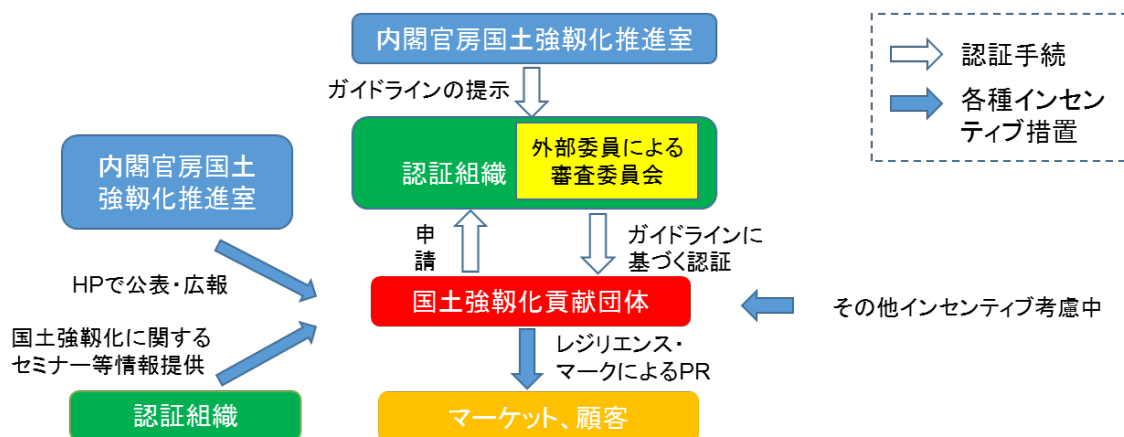 内閣官房国土強靱化推進室
ガイドラインの提示
認証手続
各種インセン
ティブ措置
認証組織
外部委員による
審査委員会
内閣官房国土
強靱化推進室
申
請
ガイドラインに
基づく認証
HPで公表・広報
国土強靱化貢献団体
その他インセンティブ考慮中
国土強靱化に関する
セミナー等情報提供
レジリエンス・
マークによるPR
認証組織
マーケット、顧客